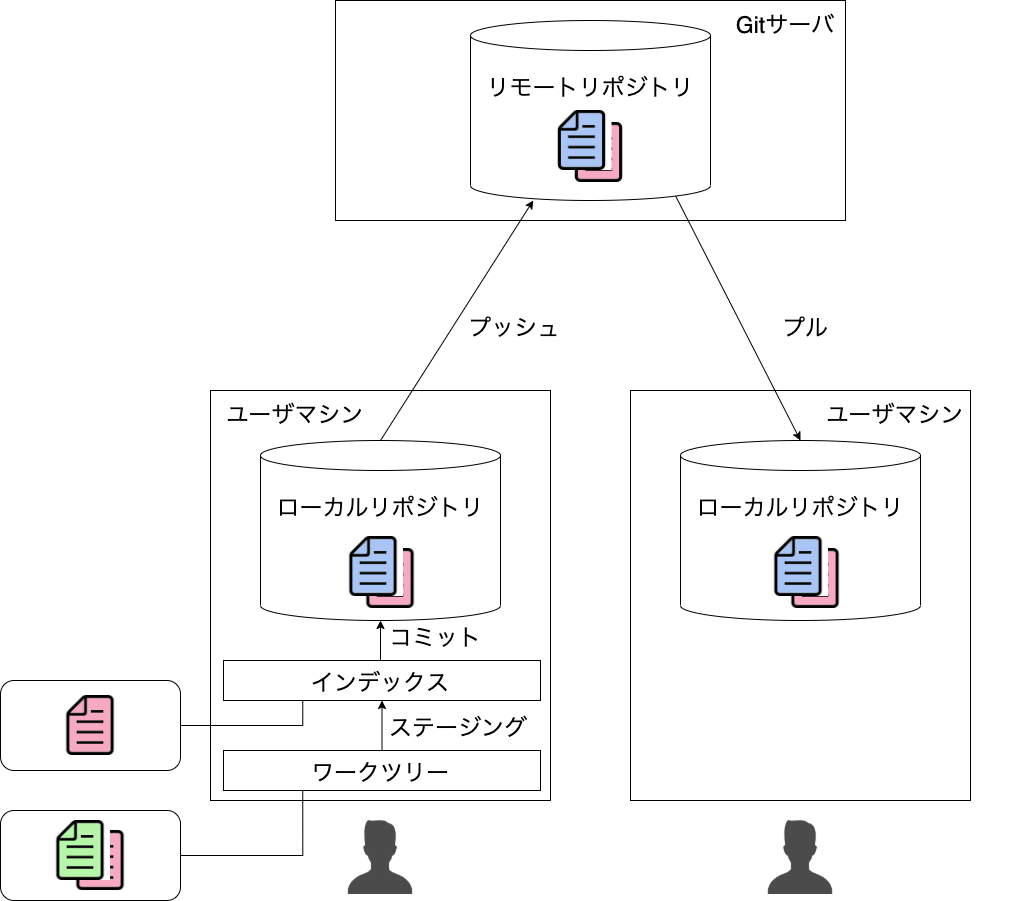 Gitサーバ
リモートリポジトリ
プッシュ
プル
ユーザマシン
ユーザマシン
ローカルリポジトリ
ローカルリポジトリ
コミット
インデックス
ステージング
ワークツリー